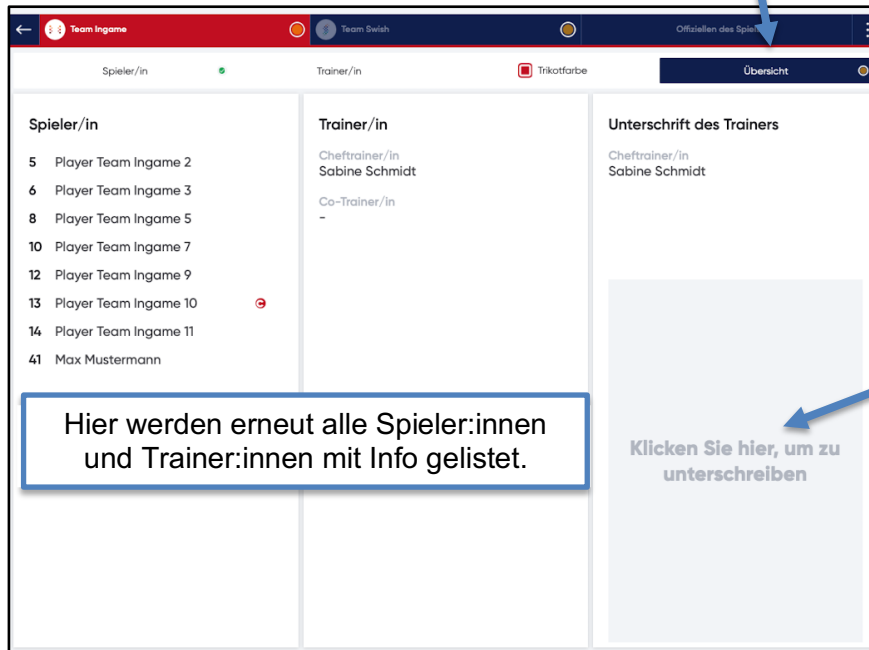 Team Ingame
Team Swish
Offiziellen des Spiels
Spieler/in
Trainer/in
Trikotfarbe
Übersicht
Spieler/in
5 Player Team Ingame 2
6 Player Team Ingame 3
8 Player Team Ingame 5
10 Player Team Ingame 7
12 Player Team Ingame 9
13 Player Team Ingame 10
14 Player Team Ingame 11
41 Max Mustermann
Trainer/in
Cheftrainer/in
Sabine Schmidt
Co-Trainer/in
-
Unterschrift des Trainers
Cheftrainer/in
Sabine Schmidt
Hier werden erneut alle Spieler:innen
und Trainer:innen mit Info gelistet.
Klicken Sie hier, um zu
unterschreiben